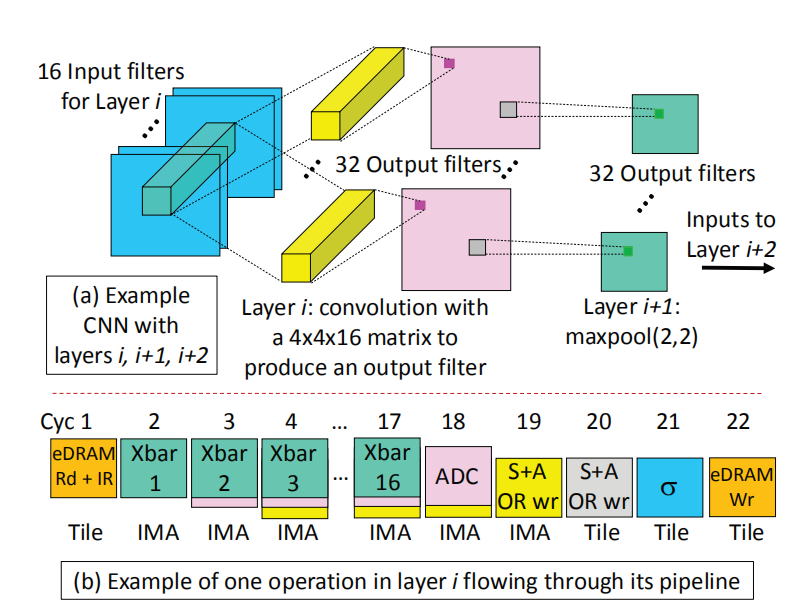 16 Input filters
for Layer i
32 Output filters
32 Output filters
Inputs to
Layer i+2
(a) Example
CNN with
layers i, i+1, i+2
Layer i: convolution with
a 4x4x16 matrix to
produce an output filter
Layer i+1:
maxpool(2,2)
Cyc 1 2 3 4 ... 17 18 19 20 21 22
eDRAM
Rd + IR
Xbar
1
Xbar
2
Xbar
3
...
Xbar
16
ADC
S+A
OR wr
S+A
OR wr
σ
eDRAM
Wr
Tile IMA IMA IMA IMA IMA IMA Tile Tile Tile
(b) Example of one operation in layer i flowing through its pipeline